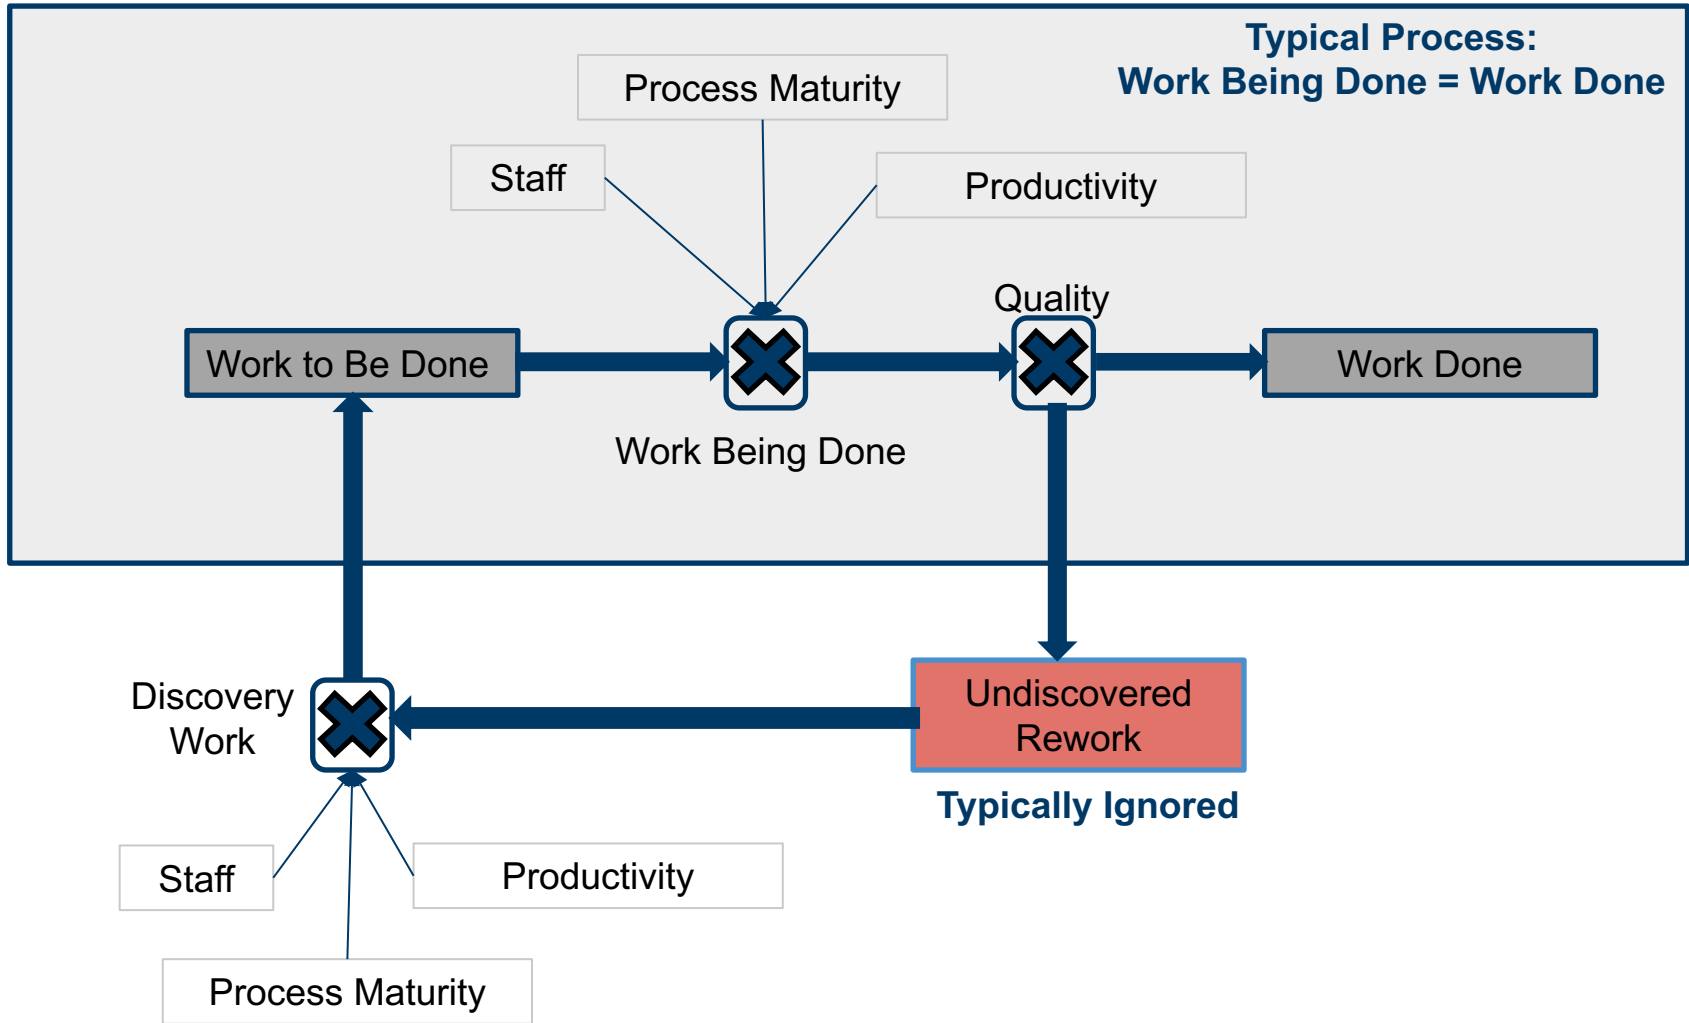 Typical Process:
Work Being Done = Work Done
Process Maturity
Staff
Productivity
Quality
Work to Be Done
Work Done
Work Being Done
Discovery
Work
Undiscovered
Rework
Typically Ignored
Staff
Productivity
Process Maturity